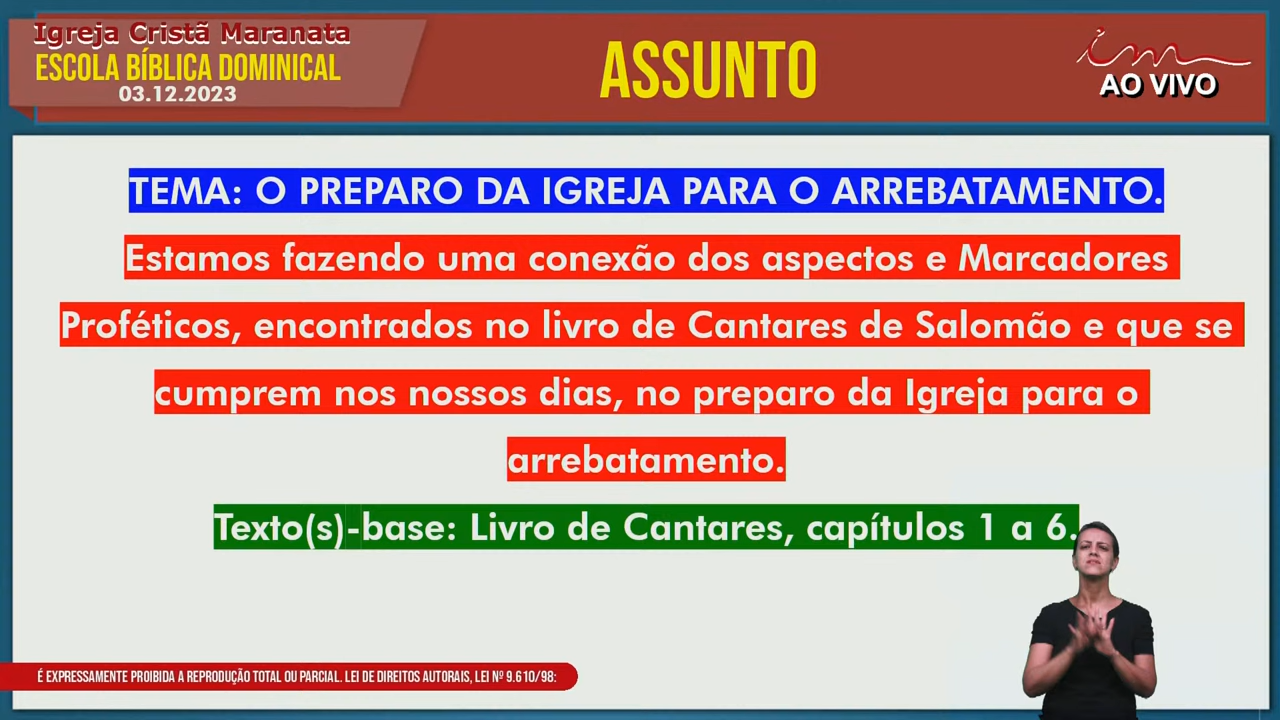 Igreja Cristã Maranata
ESCOLA BÍBLICA DOMINICAL
03.12.2023
ASSUNTO
im
AO VIVO
TEMA: O PREPARO DA IGREJA PARA O ARREBATAMENTO.
Estamos fazendo uma conexão dos aspectos e Marcadores
Proféticos, encontrados no livro de Cantares de Salomão e que se
cumprem nos nossos dias, no preparo da Igreja para o
arrebatamento.
Texto(s)-base: Livro de Cantares, capítulos 1 a 6.
É EXPRESSAMENTE PROIBIDA A REPRODUÇÃO TOTAL OU PARCIAL. LEI DE DIREITOS AUTORAIS, LEI Nº 9.610/98: